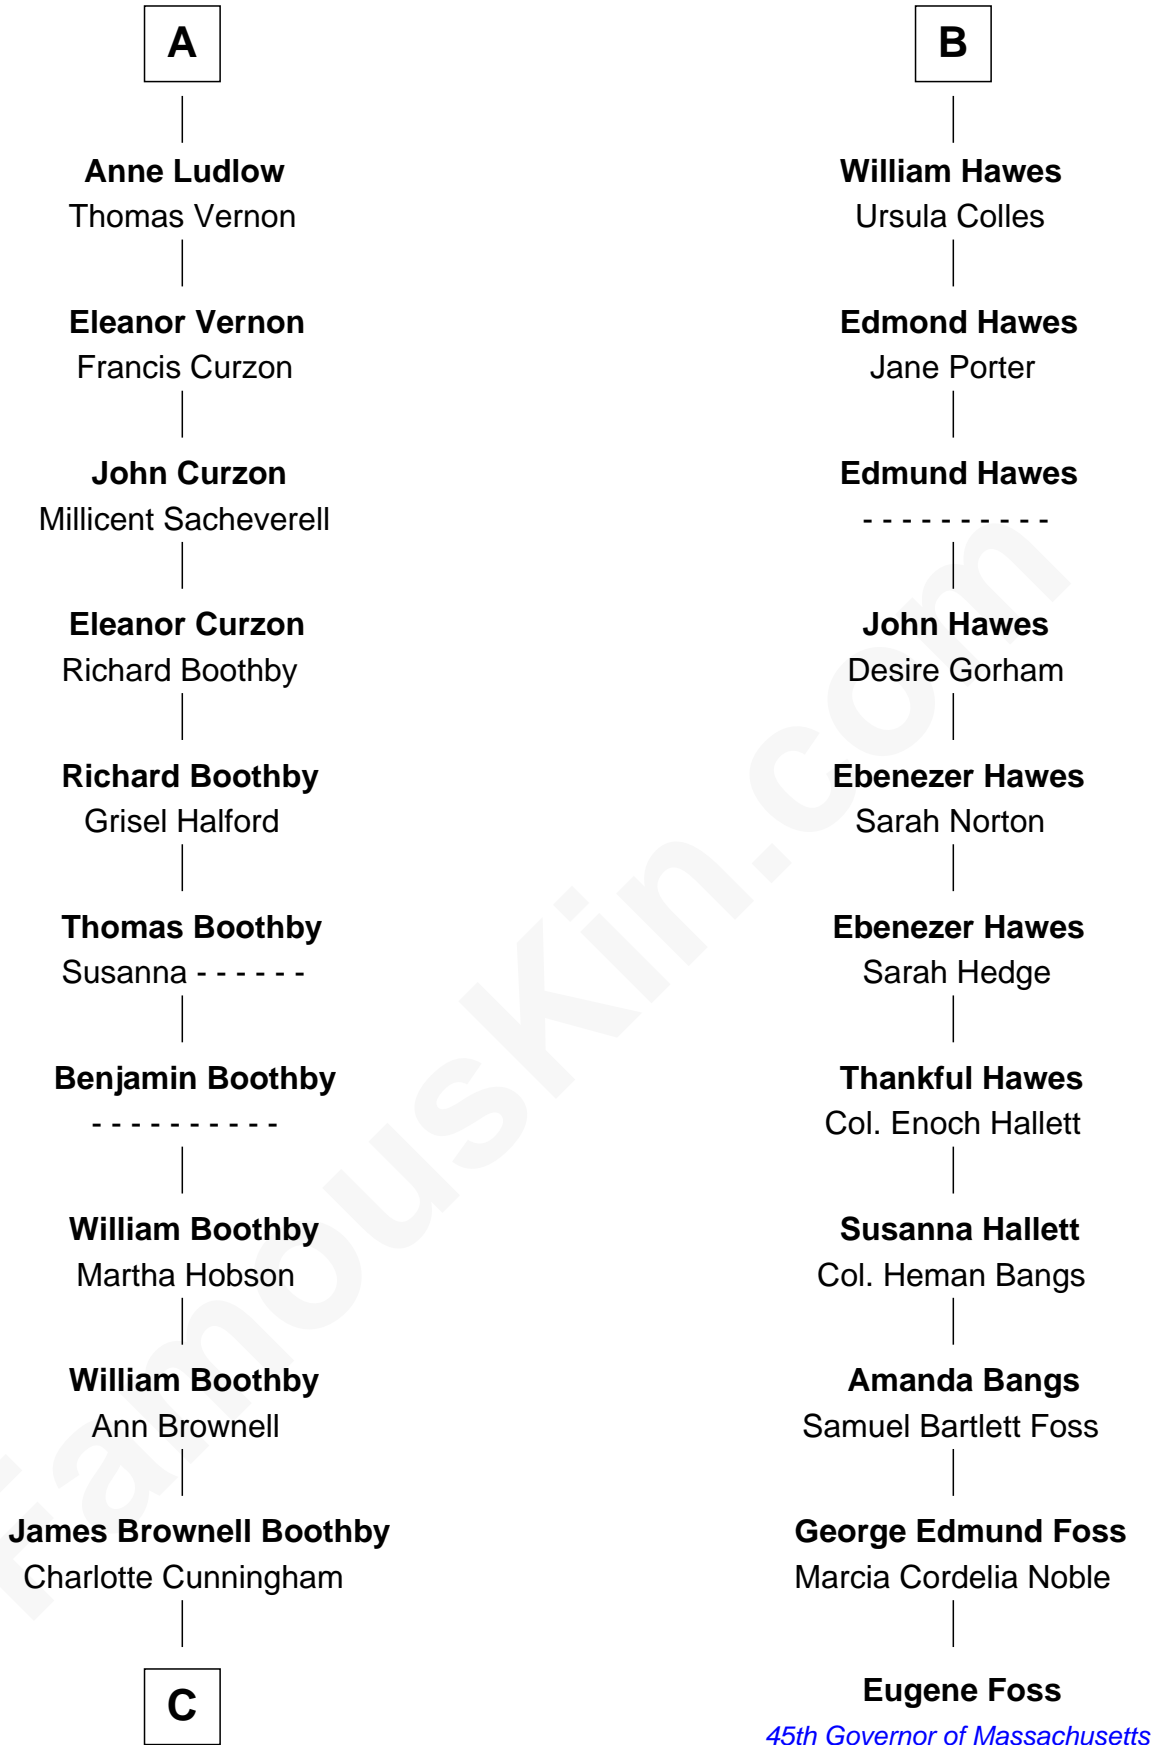 A
Anne Ludlow
Thomas Vernon
Eleanor Vernon
Francis Curzon
John Curzon
Millicent Sacheverell
Eleanor Curzon
Richard Boothby
Richard Boothby
Grisel Halford
Thomas Boothby
Susanna - - - - - -
Benjamin Boothby
- - - - - - - - - -
William Boothby
Martha Hobson
William Boothby
Ann Brownell
James Brownell Boothby
Charlotte Cunningham
C
B
William Hawes
Ursula Colles
Edmond Hawes
Jane Porter
Edmund Hawes
- - - - - - - - - -
John Hawes
Desire Gorham
Ebenezer Hawes
Sarah Norton
Ebenezer Hawes
Sarah Hedge
Thankful Hawes
Col. Enoch Hallett
Susanna Hallett
Col. Heman Bangs
Amanda Bangs
Samuel Bartlett Foss
George Edmund Foss
Marcia Cordelia Noble
Eugene Foss
45th Governor of Massachusetts
FamousKin.com